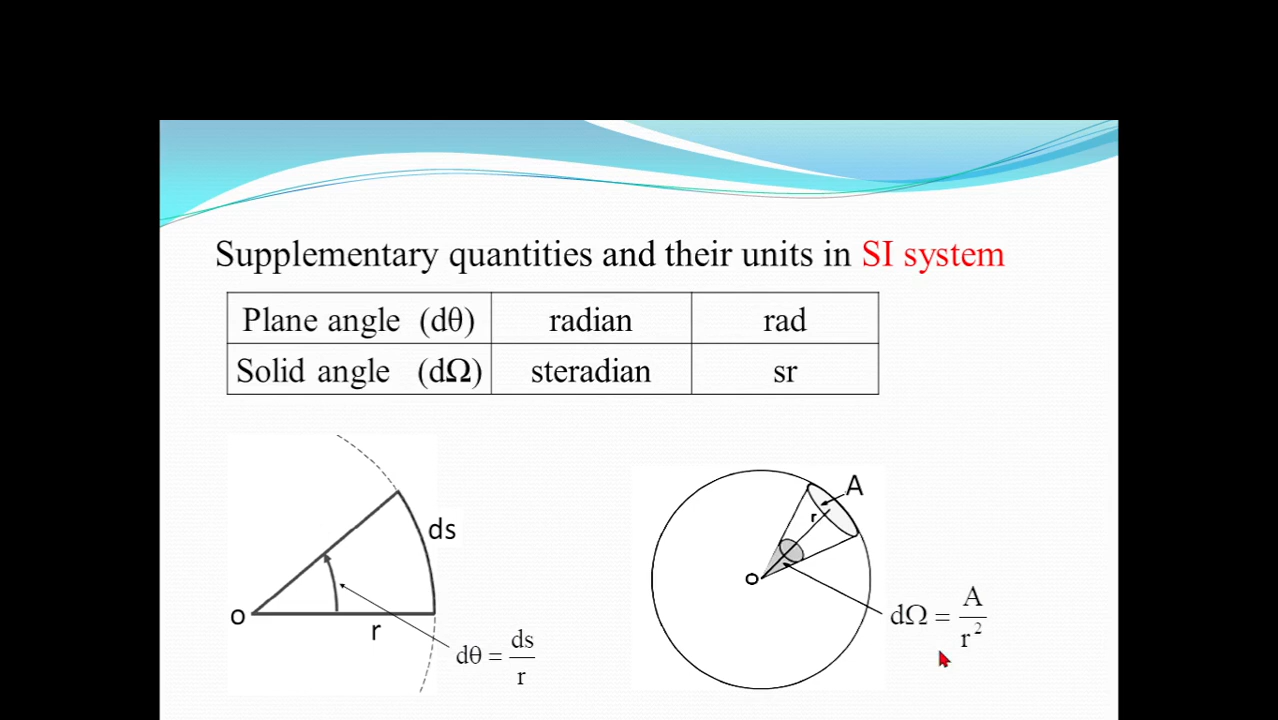 Supplementary quantities and their units in SI system
Plane angle (dθ) radian rad
Solid angle (dΩ) steradian sr
ds
o
r
dθ = ds/r
A
r
O
dΩ = A/r²